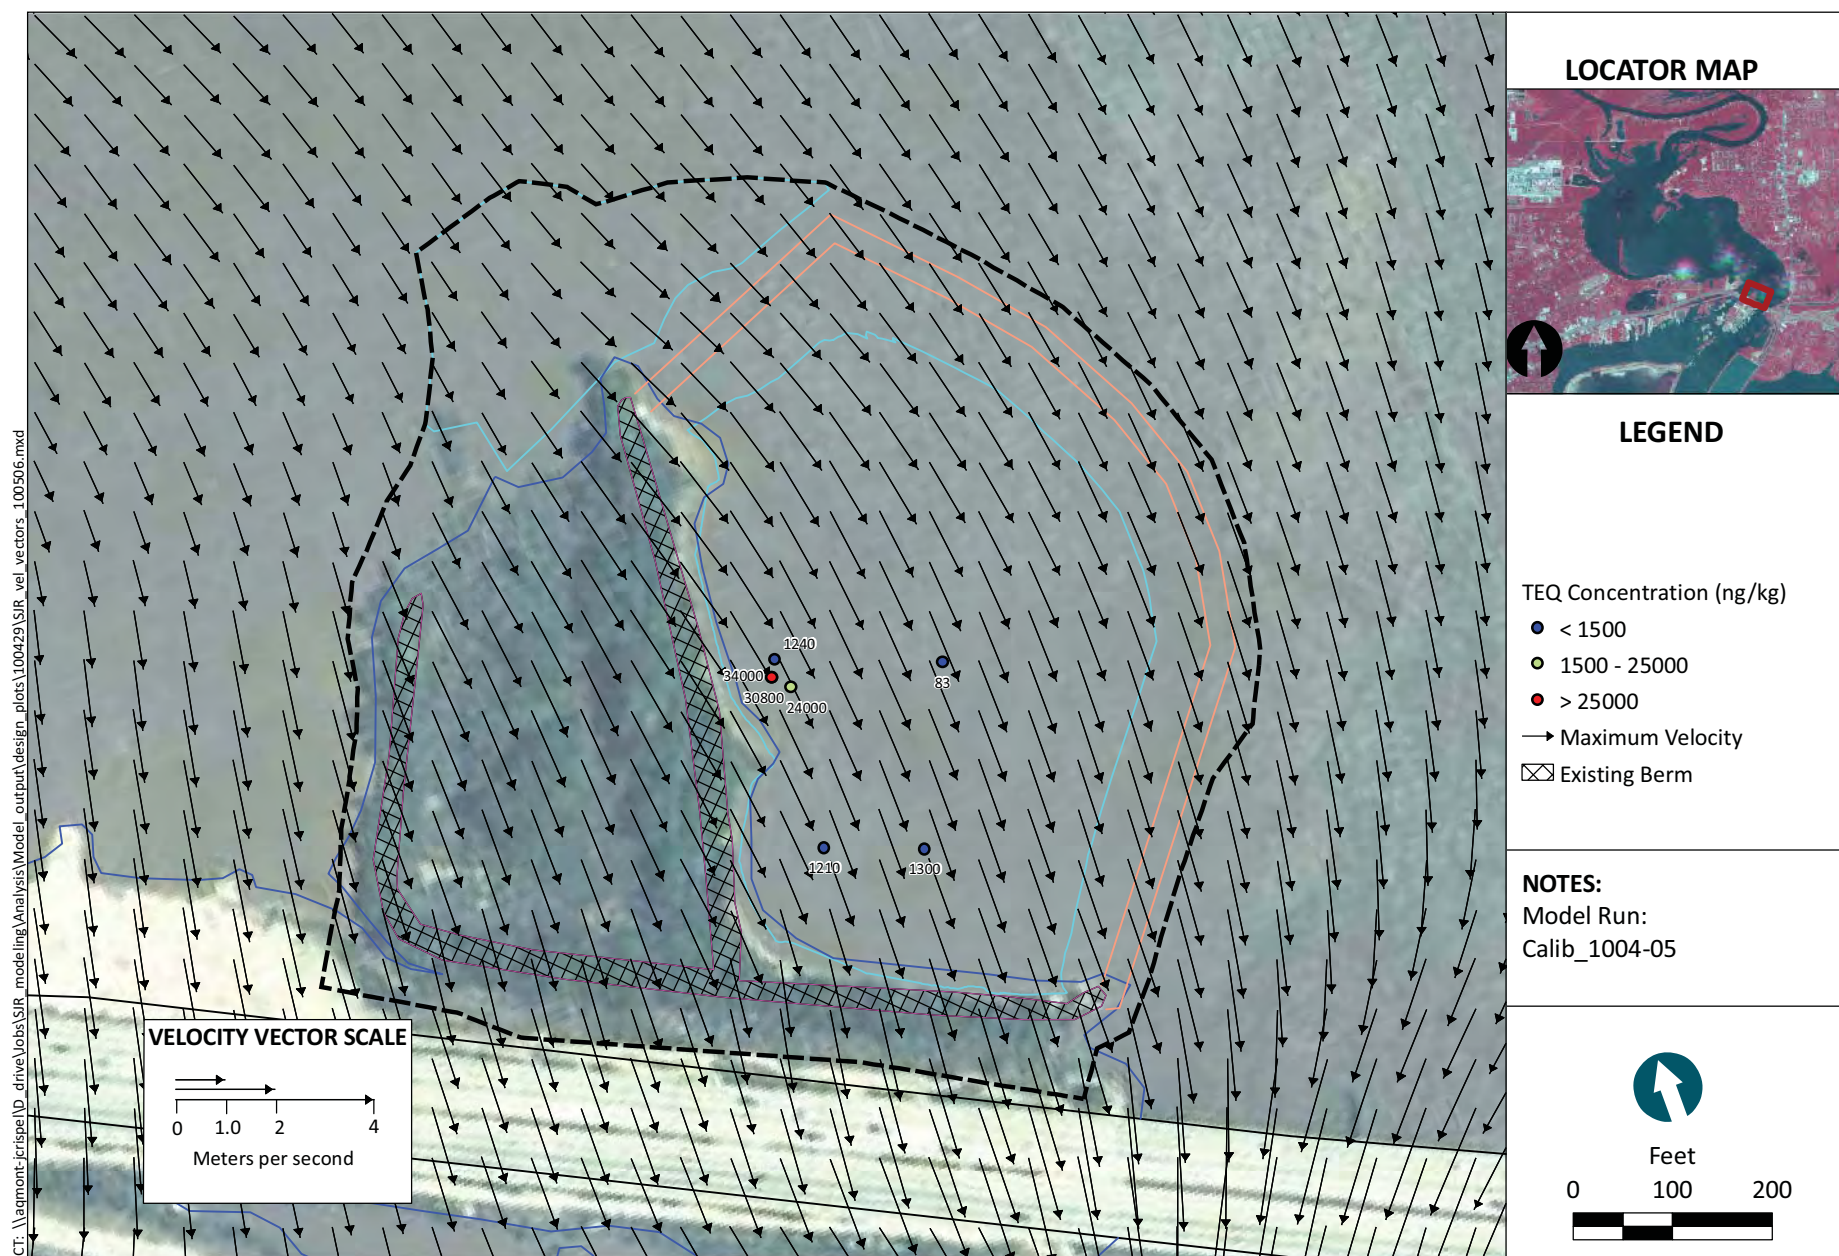 CT: \\aqmont-jcrispel\D_drive\Jobs\SJR_modeling\Analysis\Model_output\design_plots\100429\SJR_vel_vectors_100506.mxd
1240
34000
30800
24000
83
1210
1300
VELOCITY VECTOR SCALE
0 1.0 2 4
Meters per second
LOCATOR MAP
LEGEND
TEQ Concentration (ng/kg)
< 1500
1500 - 25000
> 25000
Maximum Velocity
Existing Berm
NOTES:
Model Run:
Calib_1004-05
Feet
0 100 200